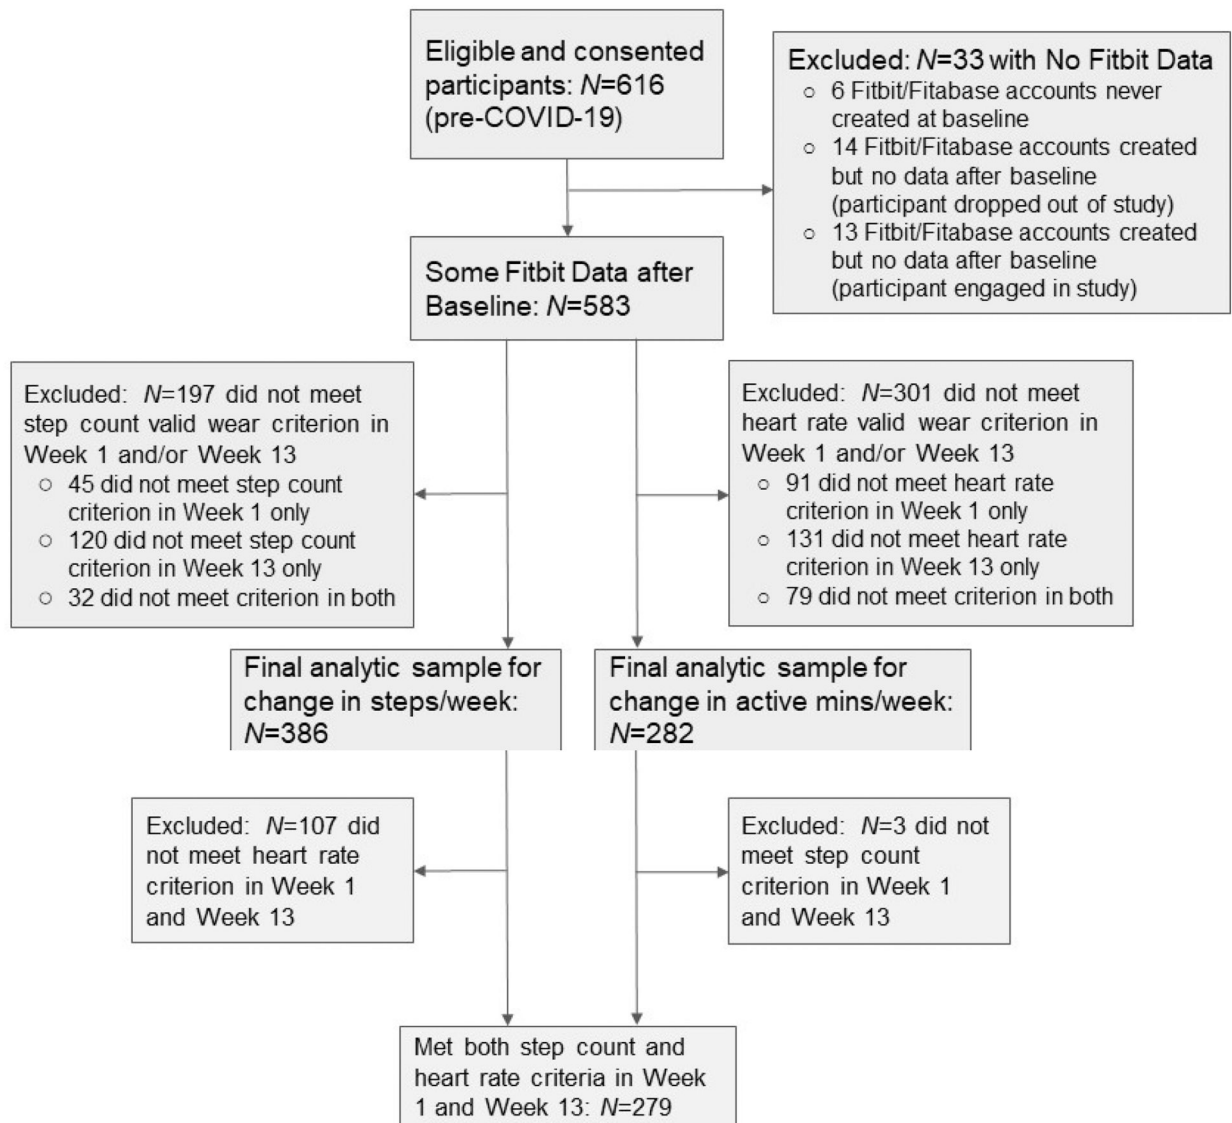 Eligible and consented
participants: N=616
(pre-COVID-19)
Excluded: N=33 with No Fitbit Data
○ 6 Fitbit/Fitabase accounts never
created at baseline
○ 14 Fitbit/Fitabase accounts created
but no data after baseline
(participant dropped out of study)
○ 13 Fitbit/Fitabase accounts created
but no data after baseline
(participant engaged in study)
Some Fitbit Data after
Baseline: N=583
Excluded: N=197 did not meet
step count valid wear criterion in
Week 1 and/or Week 13
○ 45 did not meet step count
criterion in Week 1 only
○ 120 did not meet step count
criterion in Week 13 only
○ 32 did not meet criterion in both
Excluded: N=301 did not meet
heart rate valid wear criterion in
Week 1 and/or Week 13
○ 91 did not meet heart rate
criterion in Week 1 only
○ 131 did not meet heart rate
criterion in Week 13 only
○ 79 did not meet criterion in both
Final analytic sample for
change in steps/week:
N=386
Final analytic sample for
change in active mins/week:
N=282
Excluded: N=107 did
not meet heart rate
criterion in Week 1
and Week 13
Excluded: N=3 did not
meet step count
criterion in Week 1
and Week 13
Met both step count and
heart rate criteria in Week
1 and Week 13: N=279